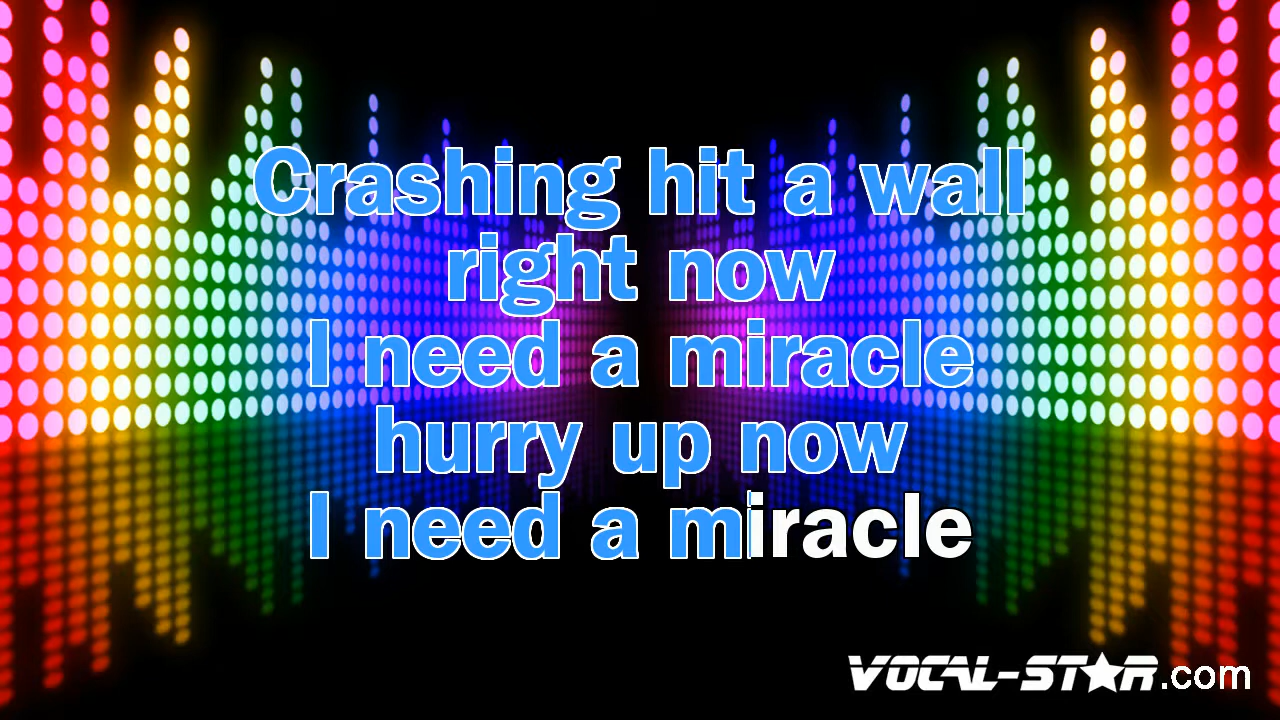 Crashing hit a wall
right now
I need a miracle
hurry up now
I need a miracle
VOCAL-STAR.com